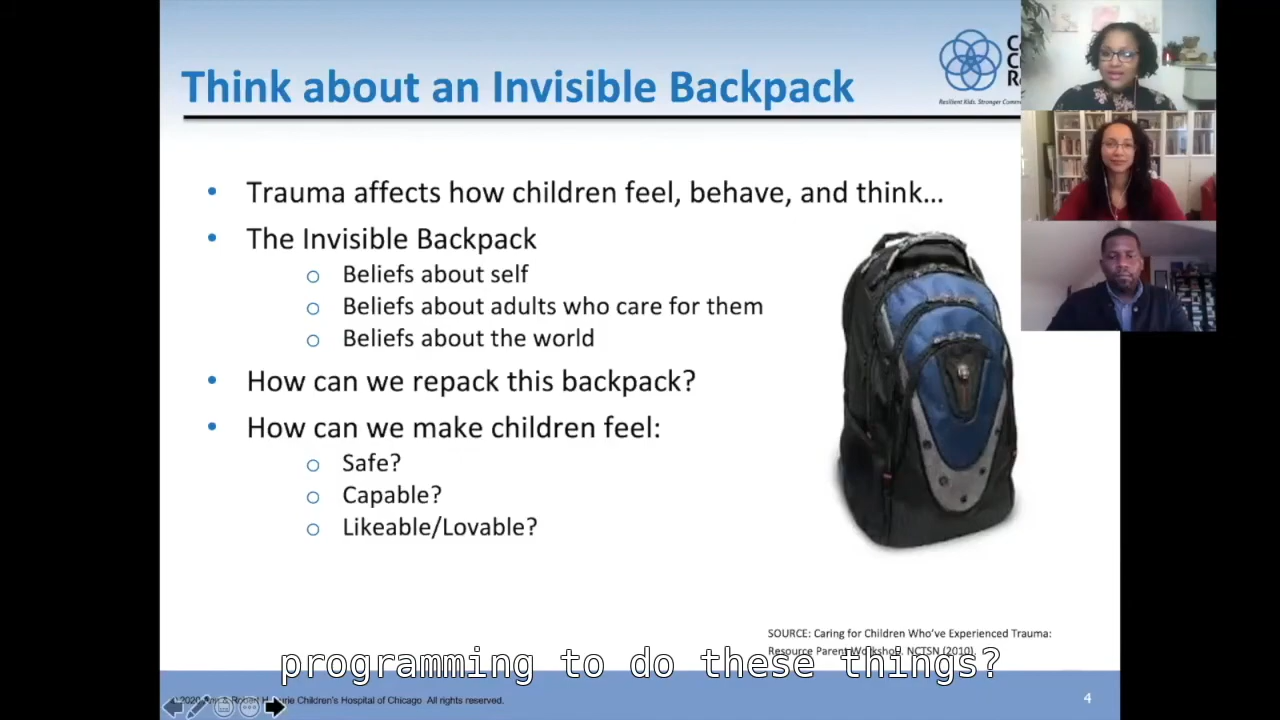 Think about an Invisible Backpack
Resilient Kids. Stronger
• Trauma affects how children feel, behave, and think…
• The Invisible Backpack
o Beliefs about self
o Beliefs about adults who care for them
o Beliefs about the world
• How can we repack this backpack?
• How can we make children feel:
o Safe?
o Capable?
o Likeable/Lovable?
SOURCE: Caring for Children Who’ve Experienced Trauma:
Resource Parent Workshop. NCTSN (2010).
programming to do these things?
Children's Hospital of Chicago All rights reserved.
4